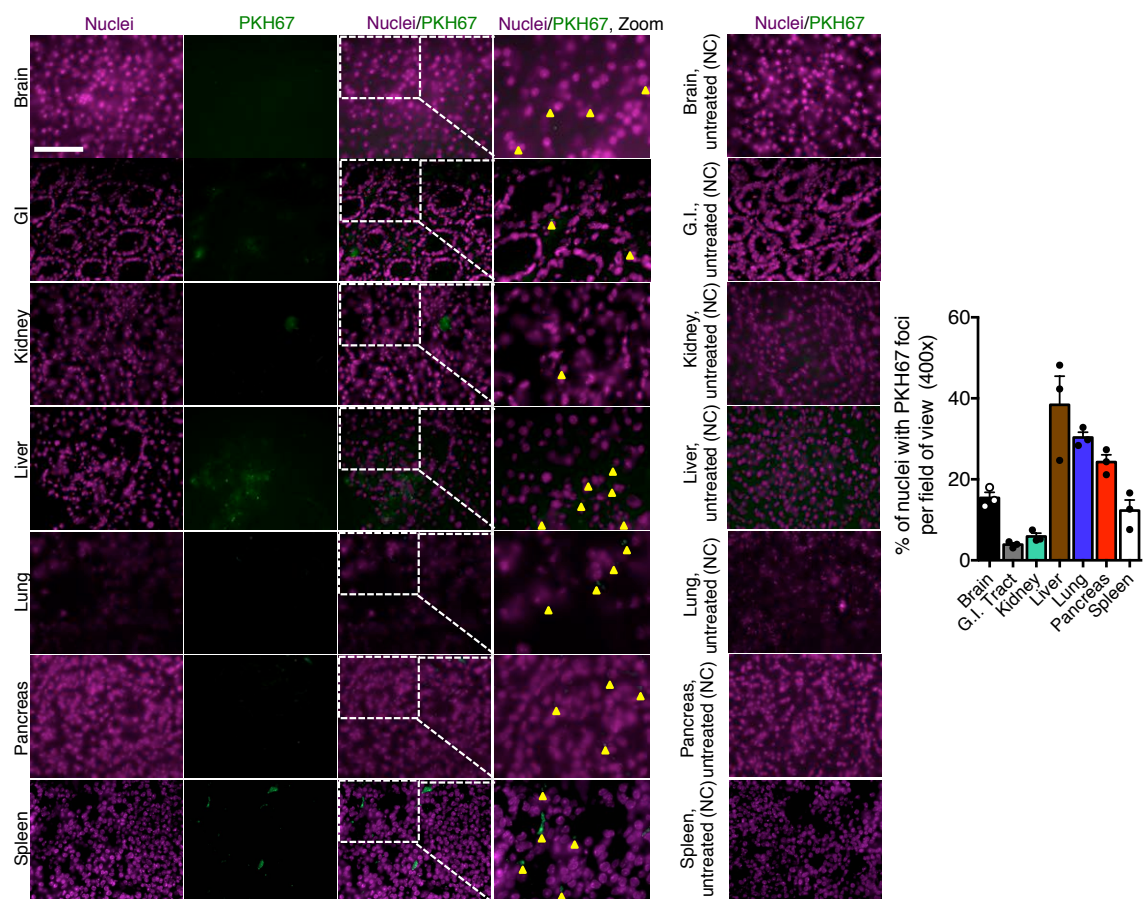 Nuclei
PKH67
Nuclei/PKH67
Nuclei/PKH67, Zoom
Nuclei/PKH67
Brain
GI
Kidney
Liver
Lung
Pancreas
Spleen
Brain,
untreated (NC)
G.I.,
untreated (NC)
Kidney,
untreated (NC)
Liver,
untreated (NC)
Lung,
untreated (NC)
Pancreas,
untreated (NC)
Spleen,
untreated (NC)
% of nuclei with PKH67 foci
per field of view (400x)
60
40
20
0
Brain
G.I. Tract
Kidney
Liver
Lung
Pancreas
Spleen